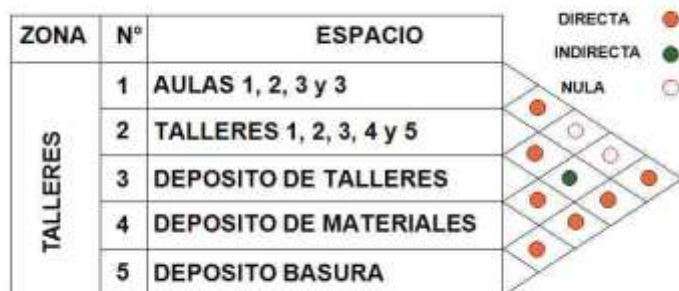 DIRECTA
INDIRECTA
NULA
ZONA N° ESPACIO
TALLERES
1 AULAS 1, 2, 3 y 3
2 TALLERES 1, 2, 3, 4 y 5
3 DEPOSITO DE TALLERES
4 DEPOSITO DE MATERIALES
5 DEPOSITO BASURA